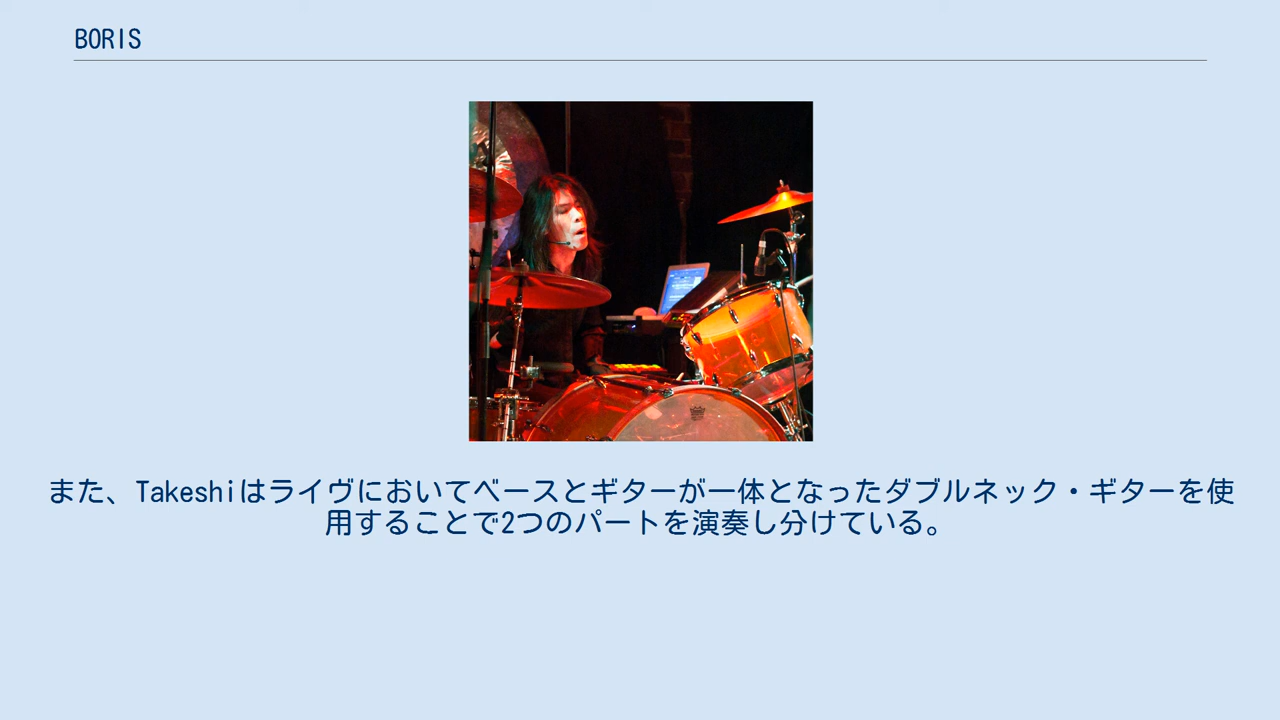 BORIS
また、Takeshiはライヴにおいてベースとギターが一体となったダブルネック・ギターを使
用することで2つのパートを演奏し分けている。